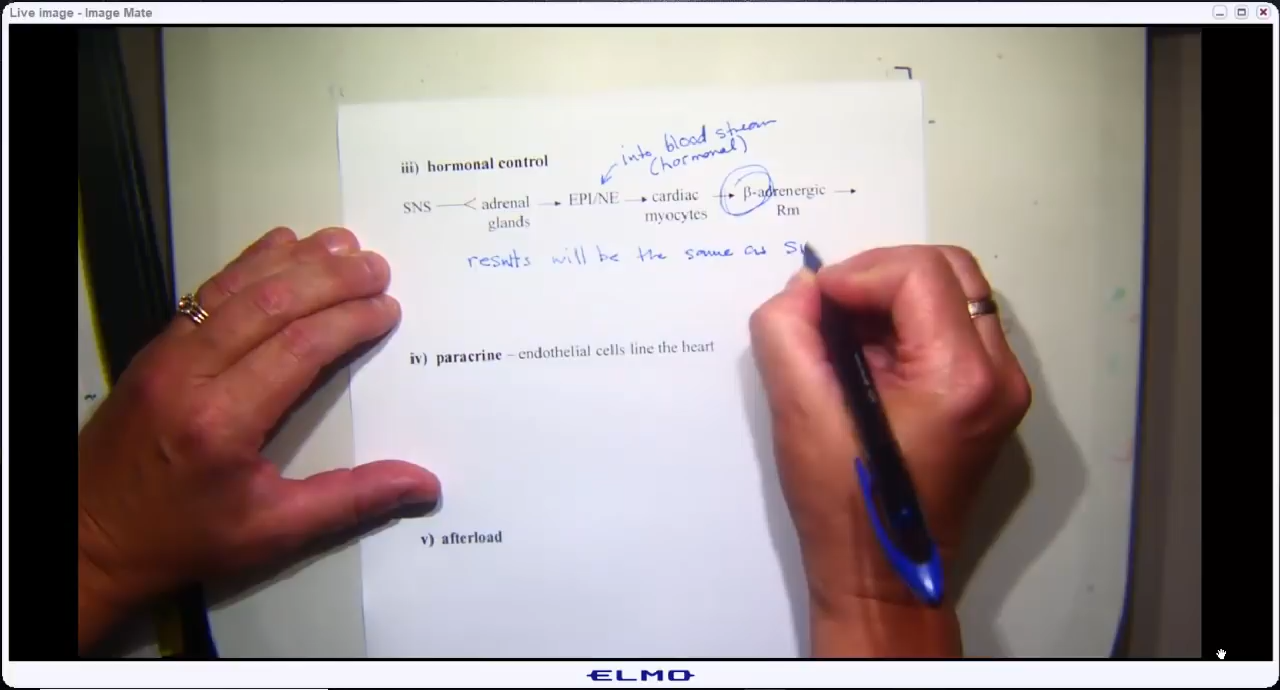 Live image - Image Mate
into blood stream
(hormonal)
iii) hormonal control
SNS adrenal glands → EPI/NE → cardiac myocytes → β-adrenergic Rm →
results will be the same as
iv) paracrine – endothelial cells line the heart
v) afterload
ELMO